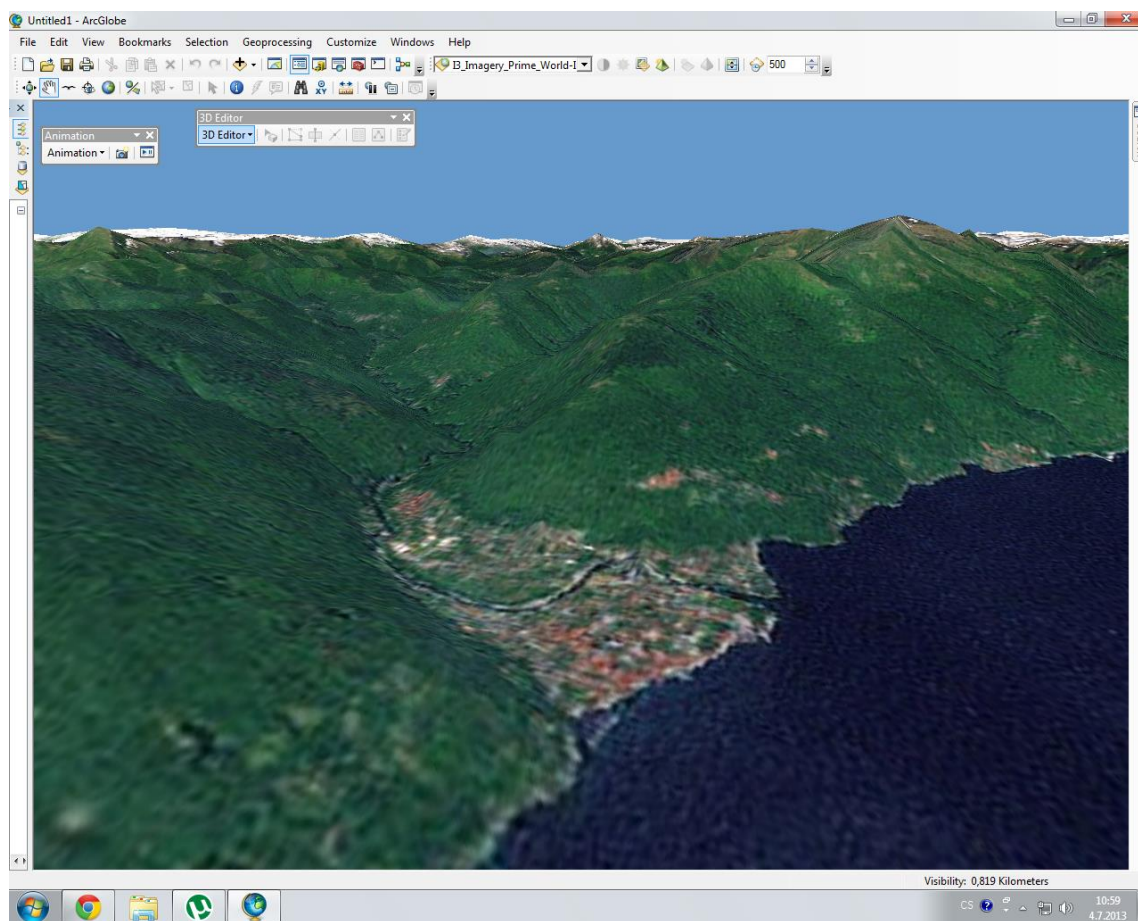 Untitled1 - ArcGlobe
File Edit View Bookmarks Selection Geoprocessing Customize Windows Help
I3_Imagery_Prime_World-I 500
3D Editor
3D Editor
Animation
Animation
Visibility: 0,819 Kilometers
CS 10:59
4.7.2013